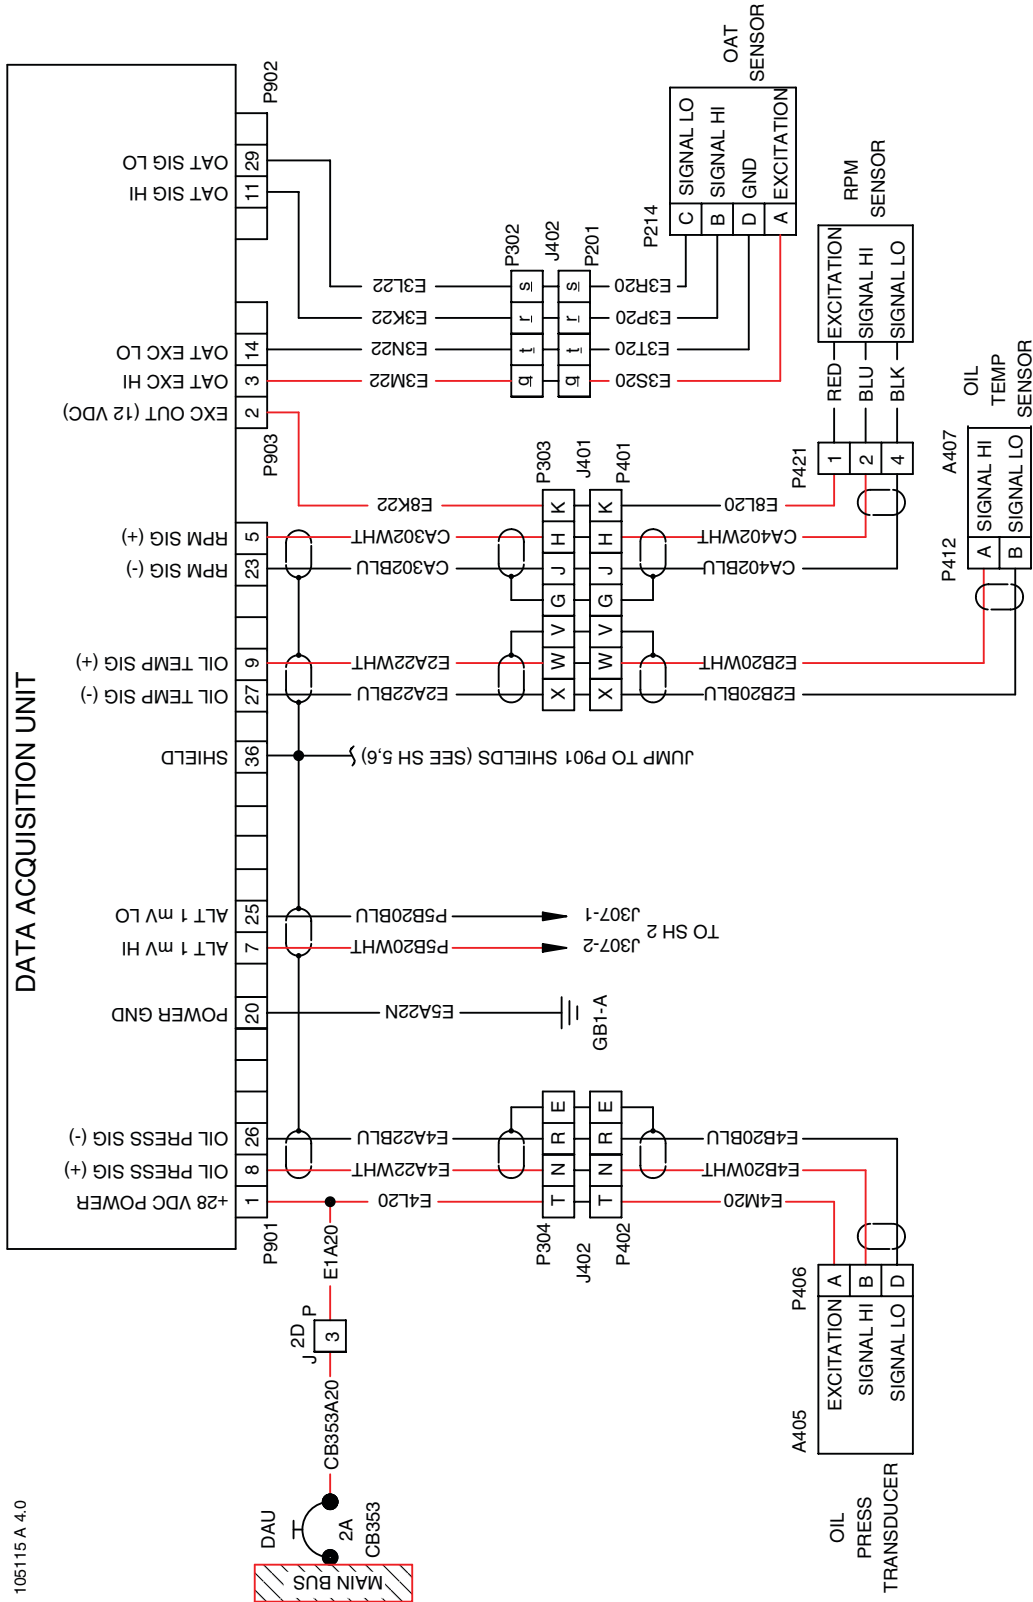 105115 A 4.0
DATA ACQUISITION UNIT
P901
1 +28 VDC POWER
8 OIL PRESS SIG (+)
26 OIL PRESS SIG (-)
20 POWER GND
7 ALT 1 mV HI
25 ALT 1 mV LO
36 SHIELD
27 OIL TEMP SIG (-)
9 OIL TEMP SIG (+)
23 RPM SIG (-)
5 RPM SIG (+)
P903
2 EXC OUT (12 VDC)
3 OAT EXC HI
14 OAT EXC LO
11 OAT SIG HI
29 OAT SIG LO
P902
MAIN BUS
DAU
2A
CB353
CB353A20
J 2D P
3
E1A20
E4L20
E4A22WHT
E4A22BLU
E5A22N
GB1-A
P5B20WHT
P5B20BLU
J307-2
J307-1
TO SH 2
JUMP TO P901 SHIELDS (SEE SH 5,6)
E2A22BLU
E2A22WHT
CA302BLU
CA302WHT
E8K22
E3M22
E3N22
E3K22
E3L22
P304
J402
P402
T N R E
T N R E
P303
J401
P401
X W V G J H K
X W V G J H K
P302
J402
P201
q t r s
q t r s
E4M20
E4B20WHT
E4B20BLU
E2B20BLU
E2B20WHT
CA402BLU
CA402WHT
E8L20
E3S20
E3T20
E3P20
E3R20
A405
P406
EXCITATION A
SIGNAL HI B
SIGNAL LO D
OIL
PRESS
TRANSDUCER
P412
A407
A SIGNAL HI
B SIGNAL LO
OIL
TEMP
SENSOR
P421
1 RED EXCITATION
2 BLU SIGNAL HI
4 BLK SIGNAL LO
RPM
SENSOR
P214
C SIGNAL LO
B SIGNAL HI
D GND
A EXCITATION
OAT
SENSOR